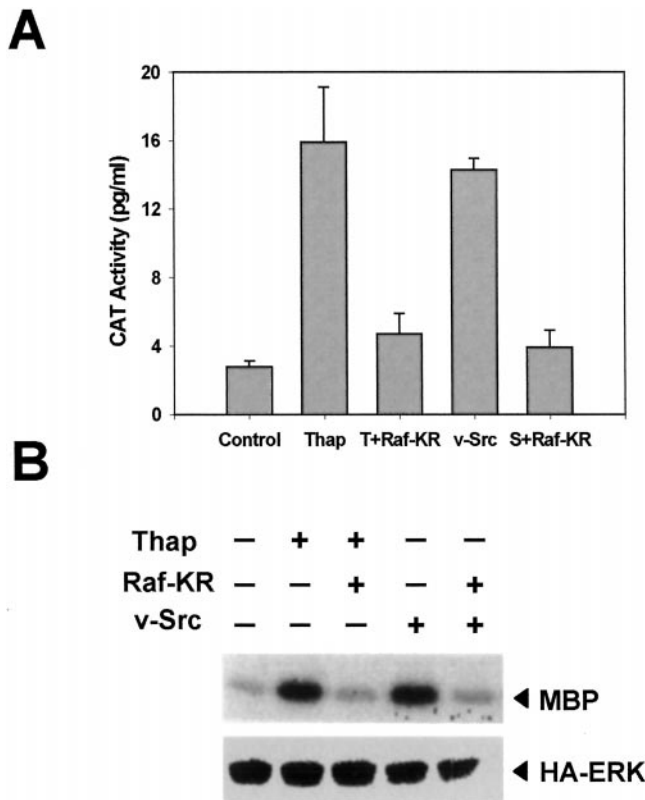 A
20
16
12
8
4
0
CAT Activity (pg/ml)
Control Thap T+Raf-KR v-Src S+Raf-KR
B
Thap − + + − −
Raf-KR − − + − +
v-Src − − − + +
◄ MBP
◄ HA-ERK